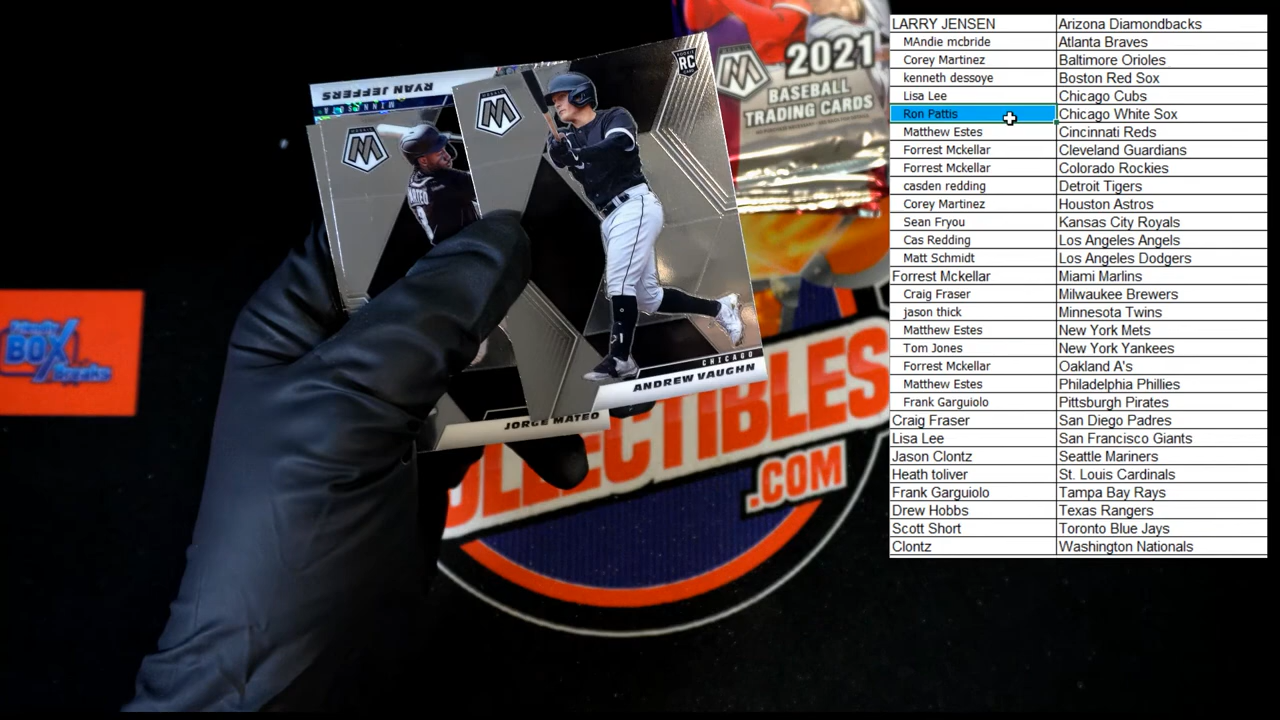 LARRY JENSEN Arizona Diamondbacks
MAndie mcbride Atlanta Braves
Corey Martinez Baltimore Orioles
kenneth dessoye Boston Red Sox
Lisa Lee Chicago Cubs
Ron Pattis Chicago White Sox
Matthew Estes Cincinnati Reds
Forrest Mckellar Cleveland Guardians
Forrest Mckellar Colorado Rockies
casden redding Detroit Tigers
Corey Martinez Houston Astros
Sean Fryou Kansas City Royals
Cas Redding Los Angeles Angels
Matt Schmidt Los Angeles Dodgers
Forrest Mckellar Miami Marlins
Craig Fraser Milwaukee Brewers
jason thick Minnesota Twins
Matthew Estes New York Mets
Tom Jones New York Yankees
Forrest Mckellar Oakland A's
Matthew Estes Philadelphia Phillies
Frank Garguiolo Pittsburgh Pirates
Craig Fraser San Diego Padres
Lisa Lee San Francisco Giants
Jason Clontz Seattle Mariners
Heath toliver St. Louis Cardinals
Frank Garguiolo Tampa Bay Rays
Drew Hobbs Texas Rangers
Scott Short Toronto Blue Jays
Clontz Washington Nationals
2021
BASEBALL
TRADING CARDS
RYAN JEFFERS
RC
MATEO
CHICAGO
ANDREW VAUGHN
JORGE MATEO
BOX
Breaks
OLLECTIBLES
.COM